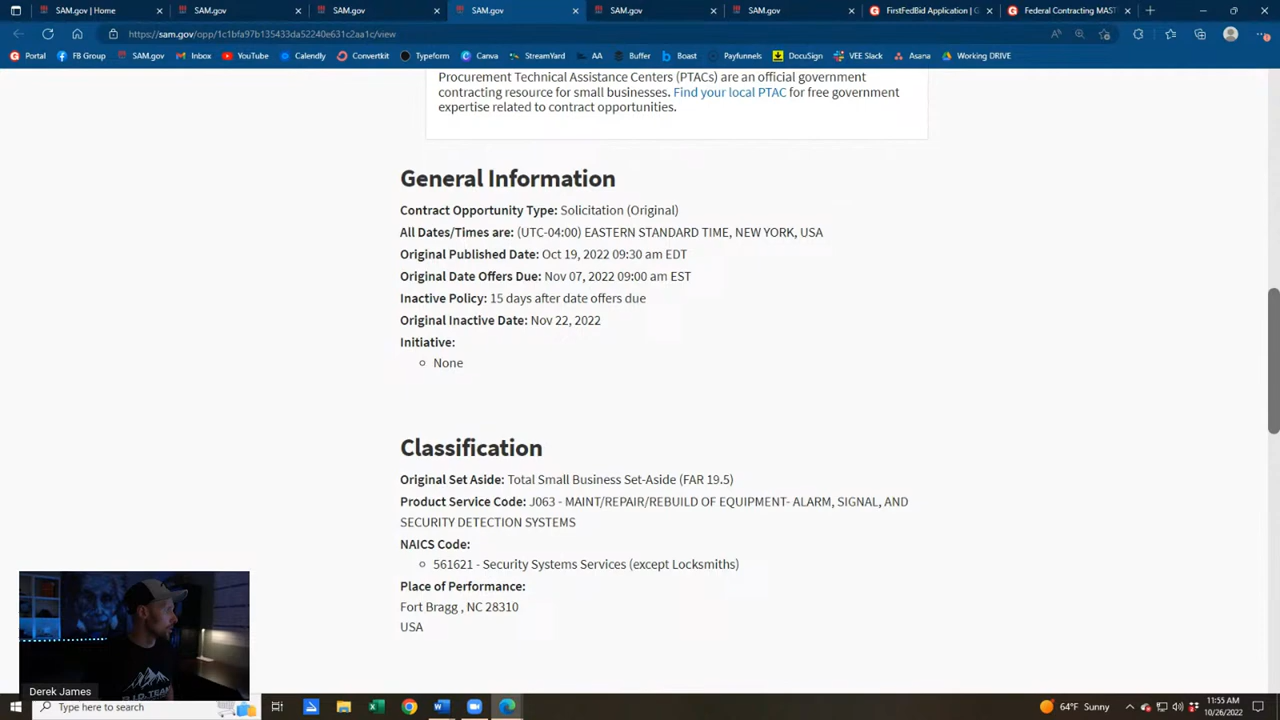 SAM.gov | Home
SAM.gov
SAM.gov
SAM.gov
SAM.gov
SAM.gov
FirstFedBid Application | G
Federal Contracting MAST
https://sam.gov/opp/1c1bfa97b135433da52240e631c2aa1c/view
Portal
FB Group
SAM.gov
Inbox
YouTube
Calendly
Convertkit
Typeform
Canva
StreamYard
AA
Buffer
Boast
Payfunnels
DocuSign
VEE Slack
Asana
Working DRIVE
Procurement Technical Assistance Centers (PTACs) are an official government
contracting resource for small businesses. Find your local PTAC for free government
expertise related to contract opportunities.
General Information
Contract Opportunity Type: Solicitation (Original)
All Dates/Times are: (UTC-04:00) EASTERN STANDARD TIME, NEW YORK, USA
Original Published Date: Oct 19, 2022 09:30 am EDT
Original Date Offers Due: Nov 07, 2022 09:00 am EST
Inactive Policy: 15 days after date offers due
Original Inactive Date: Nov 22, 2022
Initiative:
None
Classification
Original Set Aside: Total Small Business Set-Aside (FAR 19.5)
Product Service Code: J063 - MAINT/REPAIR/REBUILD OF EQUIPMENT- ALARM, SIGNAL, AND
SECURITY DETECTION SYSTEMS
NAICS Code:
561621 - Security Systems Services (except Locksmiths)
Place of Performance:
Fort Bragg , NC 28310
USA
Derek James
Type here to search
64°F Sunny
11:55 AM
10/26/2022